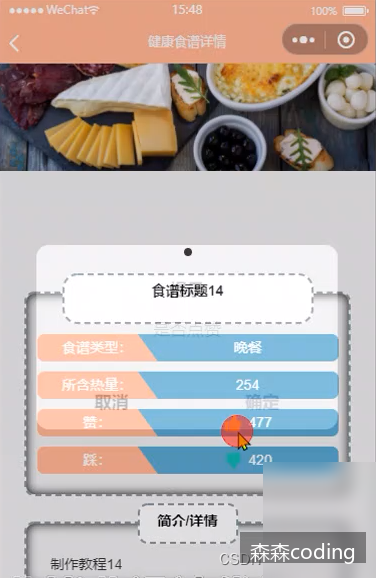 WeChat 15:48 100%
健康食谱详情
食谱标题14
是否点赞
食谱类型: 晚餐
所含热量: 254
取消 确定
赞: 477
踩: 420
简介/详情
制作教程14
CSDN
森森coding